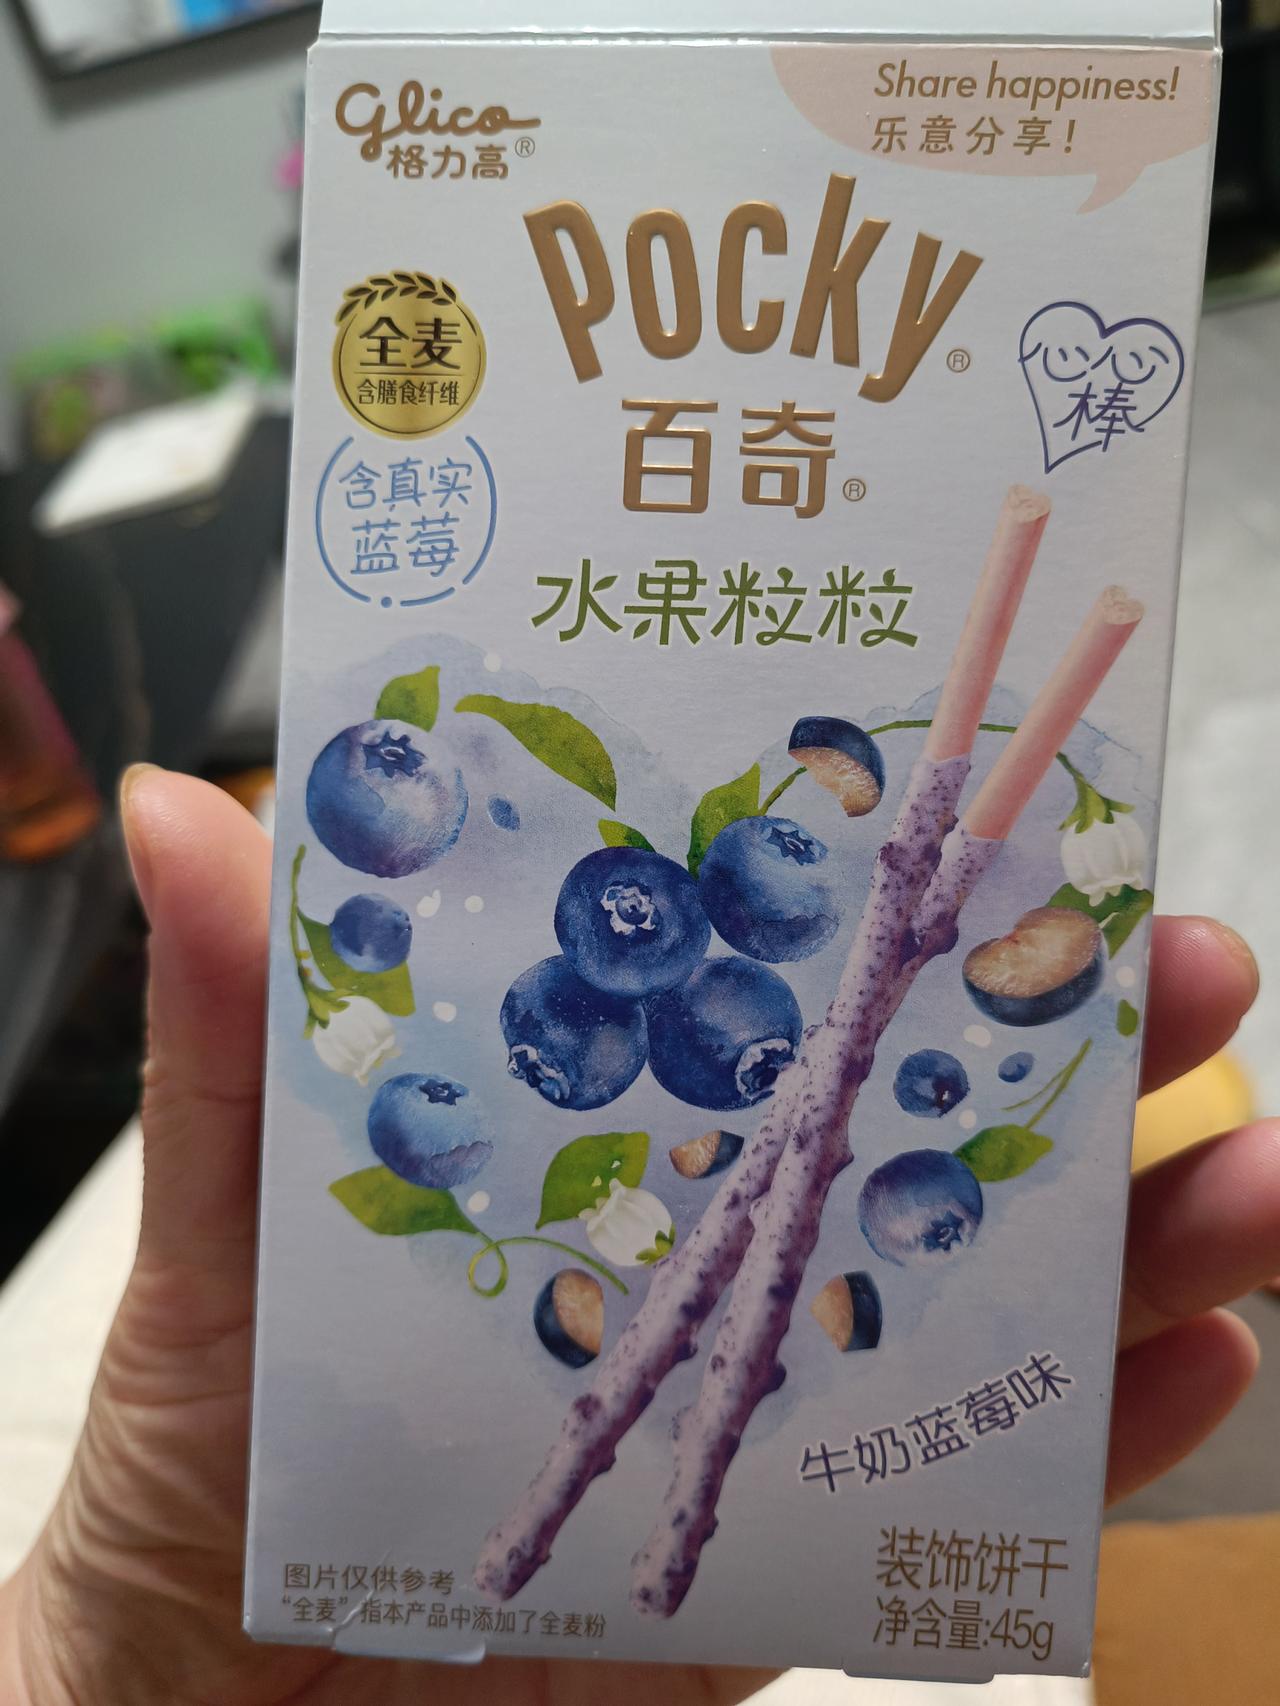 Glico
格力高®
Share happiness!
乐意分享！
Pocky®
百奇®
全麦
含膳食纤维
含真实
蓝莓
心心
棒
水果粒粒
牛奶蓝莓味
装饰饼干
净含量:45g
图片仅供参考
“全麦”指本产品中添加了全麦粉